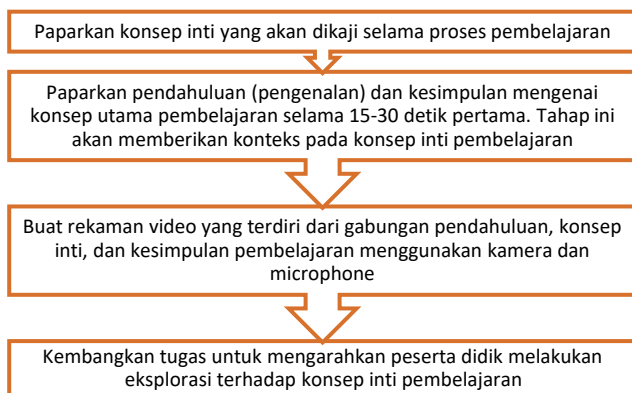 Paparkan konsep inti yang akan dikaji selama proses pembelajaran
Paparkan pendahuluan (pengenalan) dan kesimpulan mengenai
konsep utama pembelajaran selama 15-30 detik pertama. Tahap ini
akan memberikan konteks pada konsep inti pembelajaran
Buat rekaman video yang terdiri dari gabungan pendahuluan, konsep
inti, dan kesimpulan pembelajaran menggunakan kamera dan
microphone
Kembangkan tugas untuk mengarahkan peserta didik melakukan
eksplorasi terhadap konsep inti pembelajaran